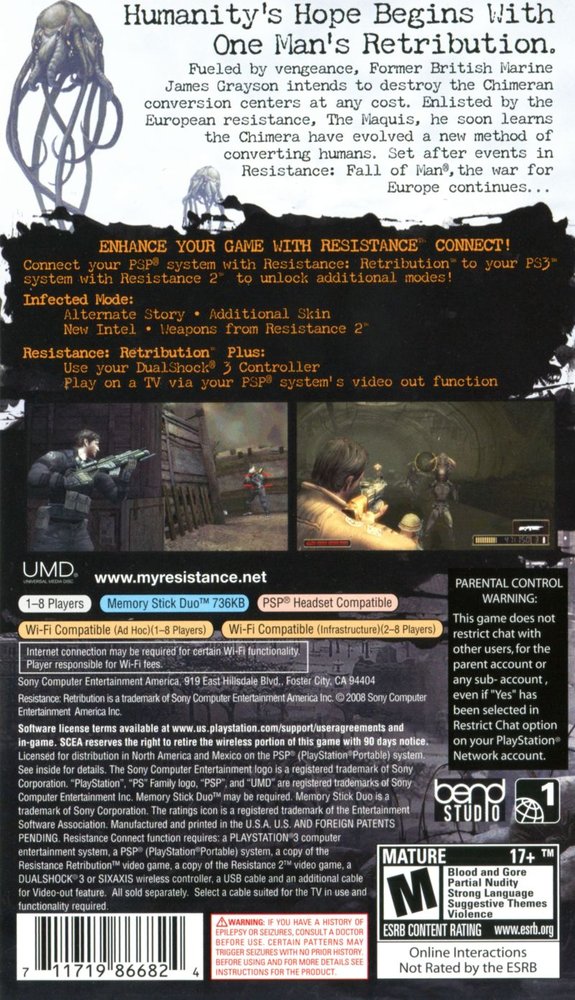 Humanity's Hope Begins With
One Man's Retribution.
Fueled by vengeance, Former British Marine
James Grayson intends to destroy the Chimeran
conversion centers at any cost. Enlisted by the
European resistance, The Maquis, he soon learns
the Chimera have evolved a new method of
converting humans. Set after events in
Resistance: Fall of Man®, the war for
Europe continues...
ENHANCE YOUR GAME WITH RESISTANCE™ CONNECT!
Connect your PSP® system with Resistance: Retribution™ to your PS3™
system with Resistance 2™ to unlock additional modes!
Infected Mode:
Alternate Story • Additional Skin
New Intel • Weapons from Resistance 2™
Resistance: Retribution™ Plus:
Use your DualShock® 3 Controller
Play on a TV via your PSP® system's video out function
UMD
UNIVERSAL MEDIA DISC
www.myresistance.net
1–8 Players
Memory Stick Duo™ 736KB
PSP® Headset Compatible
Wi-Fi Compatible (Ad Hoc)(1–8 Players)
Wi-Fi Compatible (Infrastructure)(2–8 Players)
Internet connection may be required for certain Wi-Fi functionality.
Player responsible for Wi-Fi fees.
PARENTAL CONTROL
WARNING:
This game does not
restrict chat with
other users, for the
parent account or
any sub- account ,
even if "Yes" has
been selected in
Restrict Chat option
on your PlayStation®
Network account.
Sony Computer Entertainment America, 919 East Hillsdale Blvd., Foster City, CA 94404
Resistance: Retribution is a trademark of Sony Computer Entertainment America Inc. © 2008 Sony Computer
Entertainment America Inc.
Software license terms available at www.us.playstation.com/support/useragreements and
in-game. SCEA reserves the right to retire the wireless portion of this game with 90 days notice.
Licensed for distribution in North America and Mexico on the PSP® (PlayStation®Portable) system.
See inside for details. The Sony Computer Entertainment logo is a registered trademark of Sony
Corporation. "PlayStation", "PS" Family logo, "PSP", and "UMD" are registered trademarks of Sony
Computer Entertainment Inc. Memory Stick Duo™ may be required. Memory Stick Duo is a
trademark of Sony Corporation. The ratings icon is a registered trademark of the Entertainment
Software Association. Manufactured and printed in the U.S.A. U.S. AND FOREIGN PATENTS
PENDING. Resistance Connect function requires: a PLAYSTATION®3 computer
entertainment system, a PSP® (PlayStation®Portable) system, a copy of the
Resistance Retribution™ video game, a copy of the Resistance 2™ video game, a
DUALSHOCK®3 or SIXAXIS wireless controller, a USB cable and an additional cable
for Video-out feature. All sold separately. Select a cable suited for the TV in use and
functionality required.
bend
STUDIO
1
MATURE 17+ ™
M
Blood and Gore
Partial Nudity
Strong Language
Suggestive Themes
Violence
ESRB CONTENT RATING www.esrb.org
Online Interactions
Not Rated by the ESRB
WARNING: IF YOU HAVE A HISTORY OF
EPILEPSY OR SEIZURES, CONSULT A DOCTOR
BEFORE USE. CERTAIN PATTERNS MAY
TRIGGER SEIZURES WITH NO PRIOR HISTORY.
BEFORE USING AND FOR MORE DETAILS SEE
INSTRUCTIONS FOR THE PRODUCT.
7 11719 86682 4